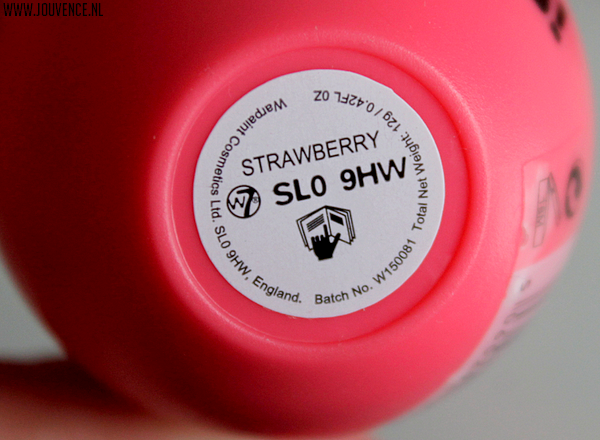 WWW.JOUVENCE.NL
STRAWBERRY
W7®
SL0 9HW
Warpaint Cosmetics Ltd. SL0 9HW, England.
Batch No. W150081 Total Net Weight: 12g / 0.42FL OZ